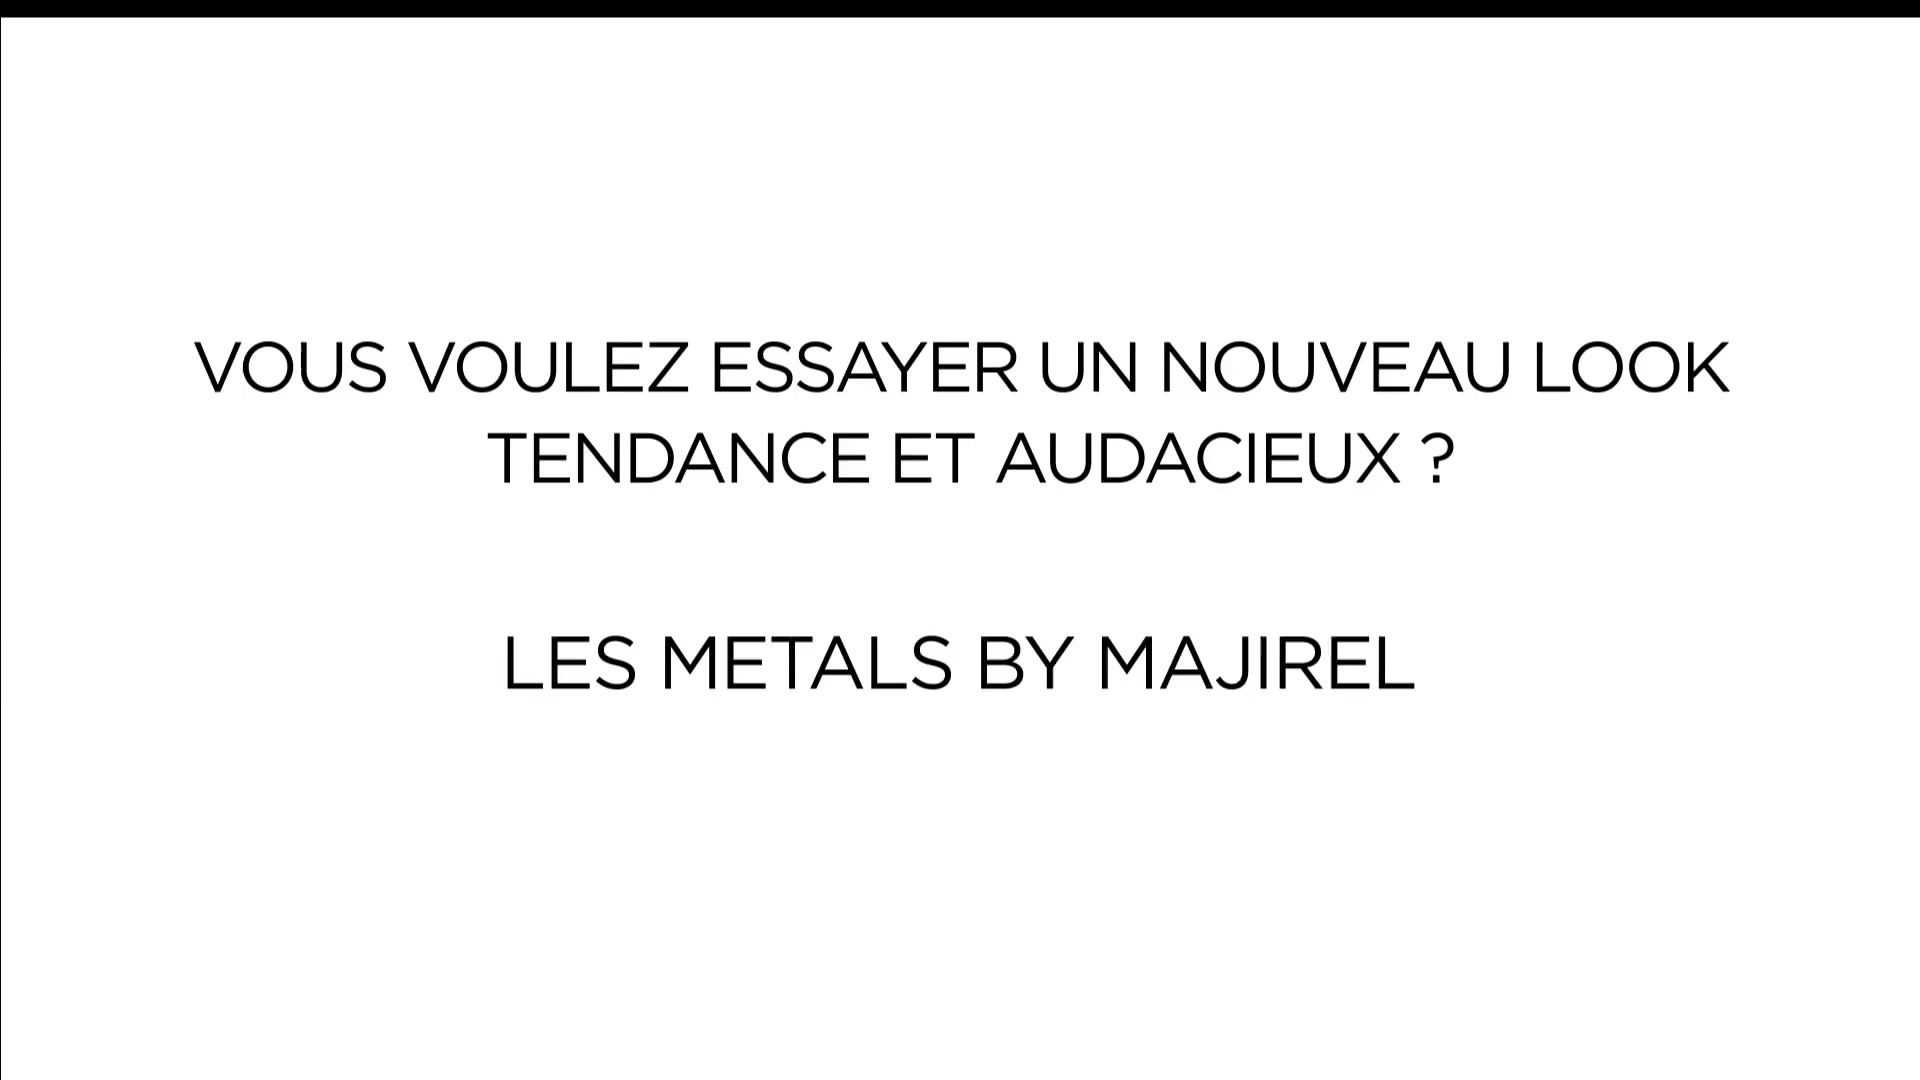 VOUS VOULEZ ESSAYER UN NOUVEAU LOOK
TENDANCE ET AUDACIEUX ?
LES METALS BY MAJIREL